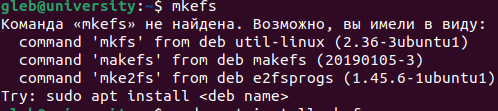 gleb@university:~$ mkefs
Команда «mkefs» не найдена. Возможно, вы имели в виду:
  command 'mkfs' from deb util-linux (2.36-3ubuntu1)
  command 'makefs' from deb makefs (20190105-3)
  command 'mke2fs' from deb e2fsprogs (1.45.6-1ubuntu1)
Try: sudo apt install <deb name>